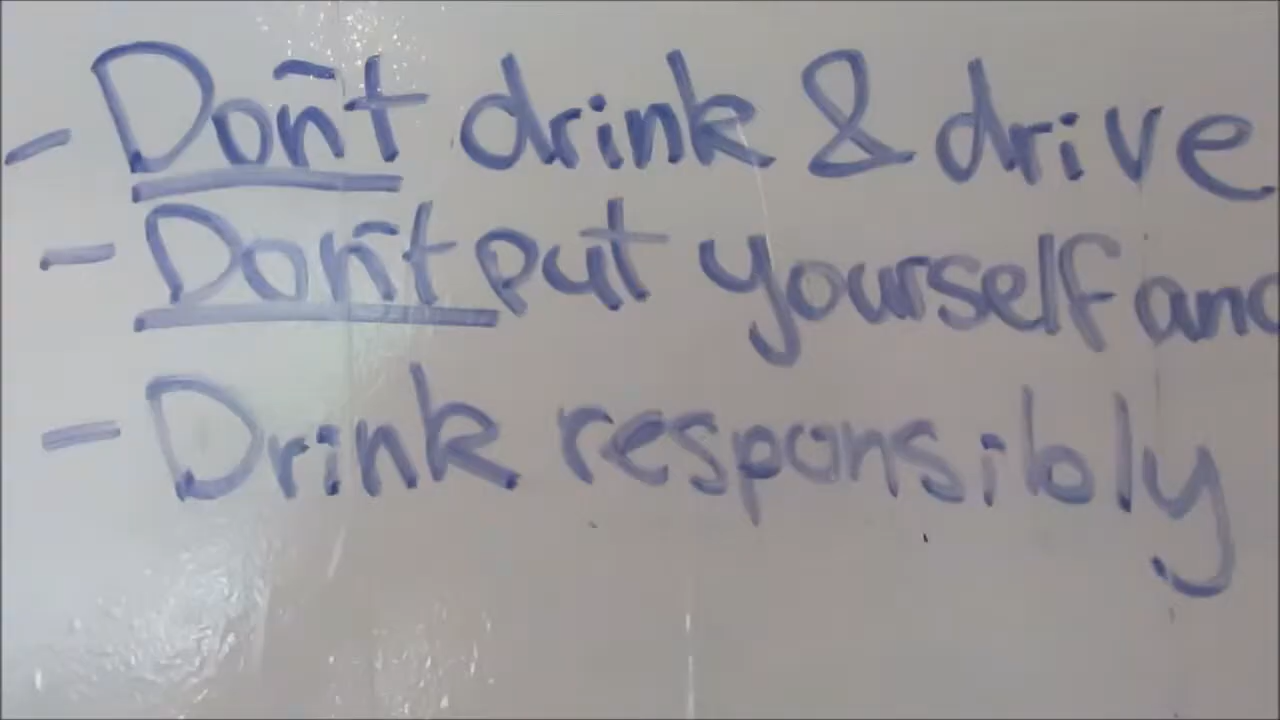 - Don't drink & drive
- Don't put yourself and
- Drink responsibly